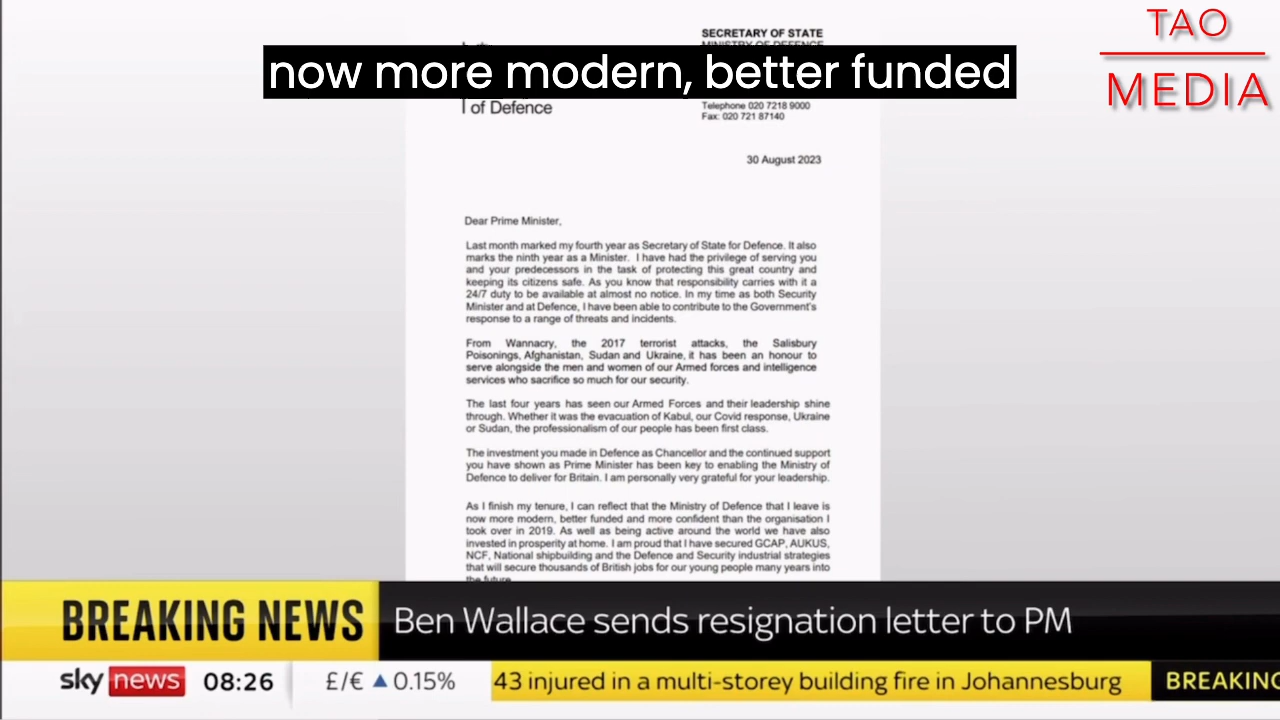 SECRETARY OF STATE
MINISTRY OF DEFENCE
now more modern, better funded
TAO
MEDIA
of Defence
Telephone 020 7218 9000
Fax: 020 721 87140
30 August 2023
Dear Prime Minister,
Last month marked my fourth year as Secretary of State for Defence. It also
marks the ninth year as a Minister. I have had the privilege of serving you
and your predecessors in the task of protecting this great country and
keeping its citizens safe. As you know that responsibility carries with it a
24/7 duty to be available at almost no notice. In my time as both Security
Minister and at Defence, I have been able to contribute to the Government's
response to a range of threats and incidents.
From Wannacry, the 2017 terrorist attacks, the Salisbury
Poisonings, Afghanistan, Sudan and Ukraine, it has been an honour to
serve alongside the men and women of our Armed forces and intelligence
services who sacrifice so much for our security.
The last four years has seen our Armed Forces and their leadership shine
through. Whether it was the evacuation of Kabul, our Covid response, Ukraine
or Sudan, the professionalism of our people has been first class.
The investment you made in Defence as Chancellor and the continued support
you have shown as Prime Minister has been key to enabling the Ministry of
Defence to deliver for Britain. I am personally very grateful for your leadership.
As I finish my tenure, I can reflect that the Ministry of Defence that I leave is
now more modern, better funded and more confident than the organisation I
took over in 2019. As well as being active around the world we have also
invested in prosperity at home. I am proud that I have secured GCAP, AUKUS,
NCF, National shipbuilding and the Defence and Security industrial strategies
that will secure thousands of British jobs for our young people many years into
the future.
BREAKING NEWS
Ben Wallace sends resignation letter to PM
sky news 08:26 £/€ ▲ 0.15% 43 injured in a multi-storey building fire in Johannesburg BREAKING